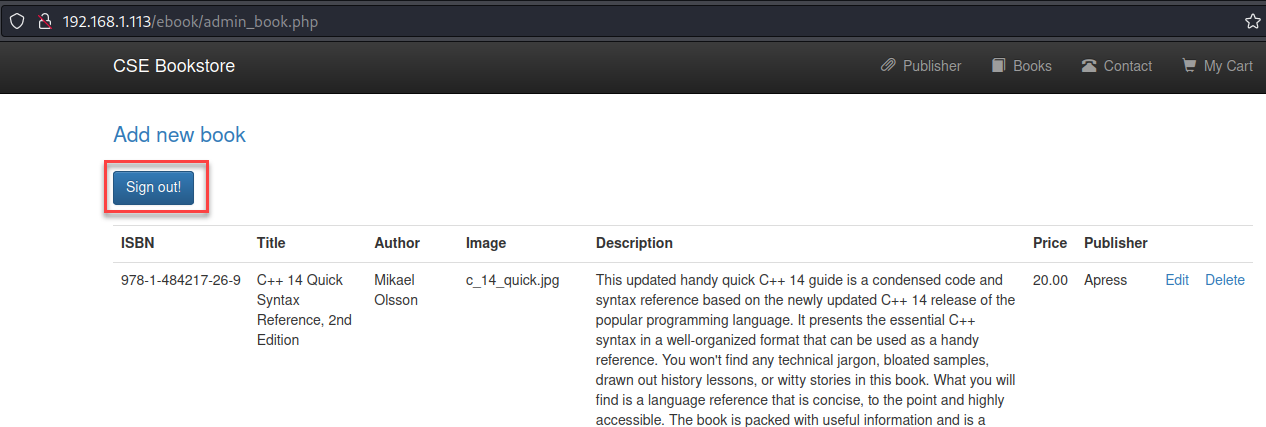 192.168.1.113/ebook/admin_book.php
CSE Bookstore Publisher Books Contact My Cart
Add new book
Sign out!
ISBN Title Author Image Description Price Publisher
978-1-484217-26-9 C++ 14 Quick Mikael c_14_quick.jpg This updated handy quick C++ 14 guide is a condensed code and 20.00 Apress Edit Delete
Syntax Olsson syntax reference based on the newly updated C++ 14 release of the
Reference, 2nd popular programming language. It presents the essential C++
Edition syntax in a well-organized format that can be used as a handy
reference. You won't find any technical jargon, bloated samples,
drawn out history lessons, or witty stories in this book. What you will
find is a language reference that is concise, to the point and highly
accessible. The book is packed with useful information and is a